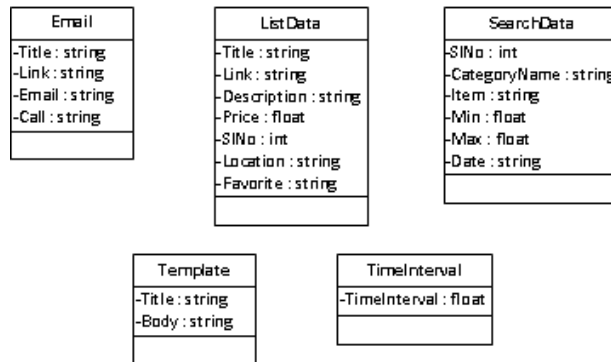 Email
-Title : string
-Link : string
-Email : string
-Call : string
ListData
-Title : string
-Link : string
-Description : string
-Price : float
-SlNo : int
-Location : string
-Favorite : string
SearchData
-SlNo : int
-CategoryName : string
-Item : string
-Min : float
-Max : float
-Date : string
Template
-Title : string
-Body : string
TimeInterval
-TimeInterval : float